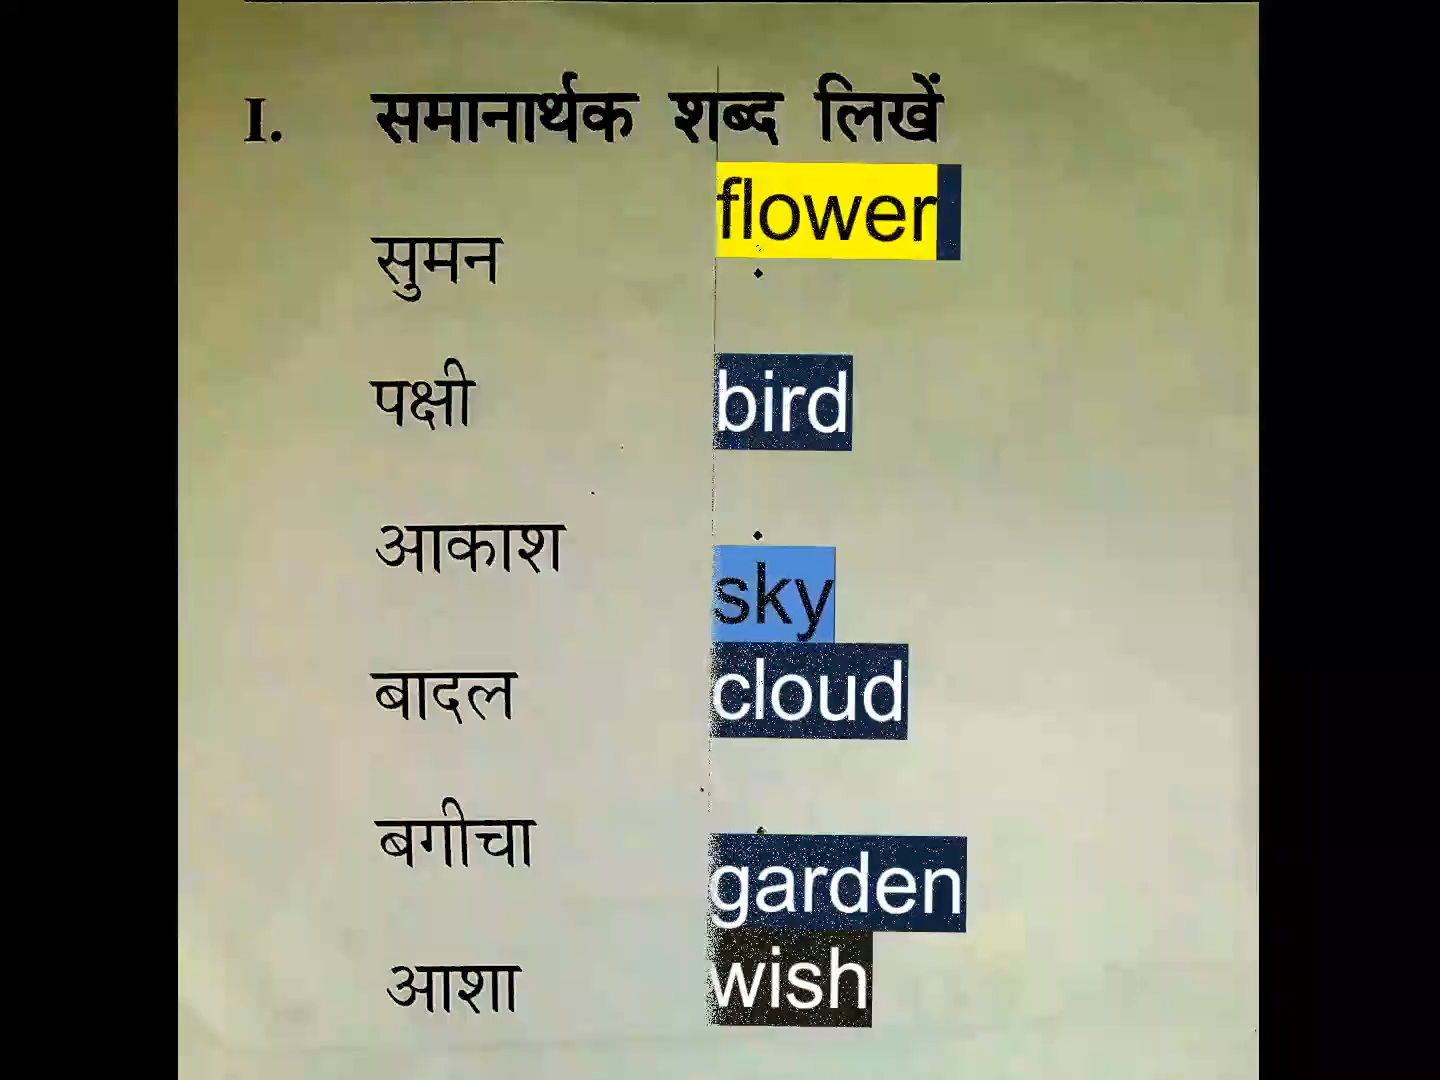 I. समानार्थक शब्द लिखें
flower
सुमन
पक्षी bird
आकाश
sky
बादल cloud
बगीचा
garden
आशा wish